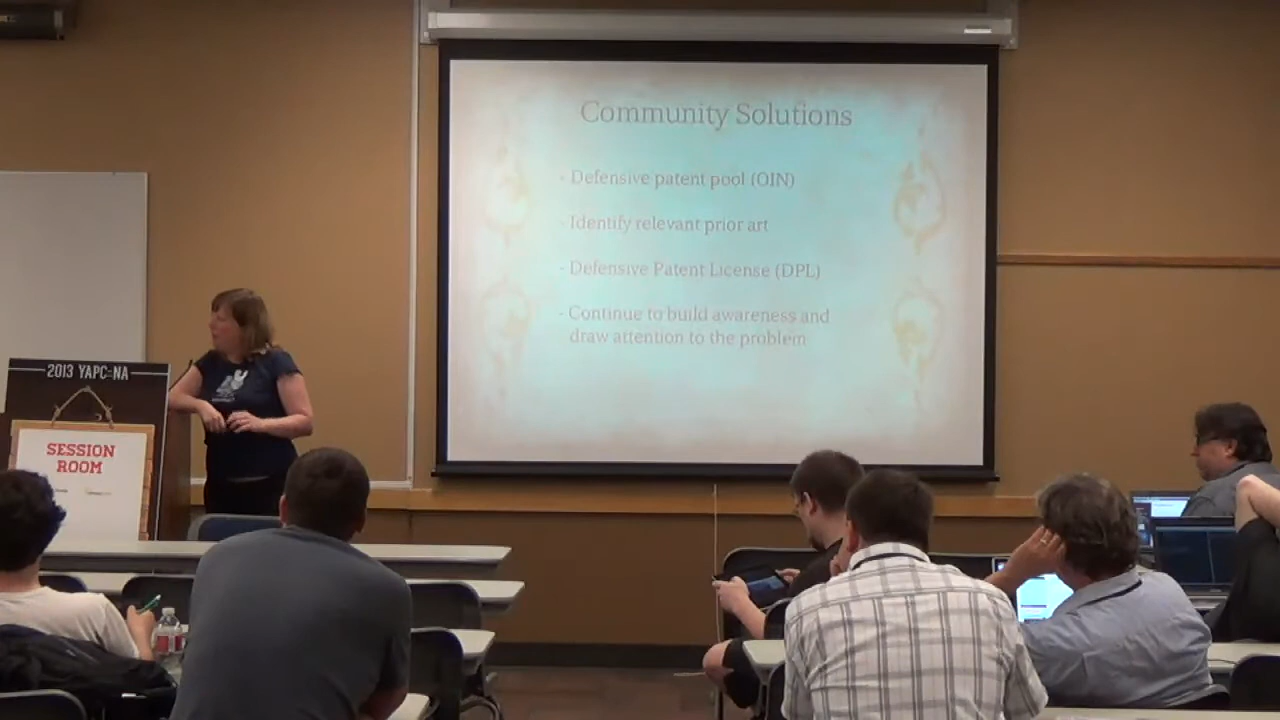 Community Solutions
- Defensive patent pool (OIN)
- Identify relevant prior art
- Defensive Patent License (DPL)
- Continue to build awareness and
draw attention to the problem
2013 YAPC::NA
SESSION
ROOM